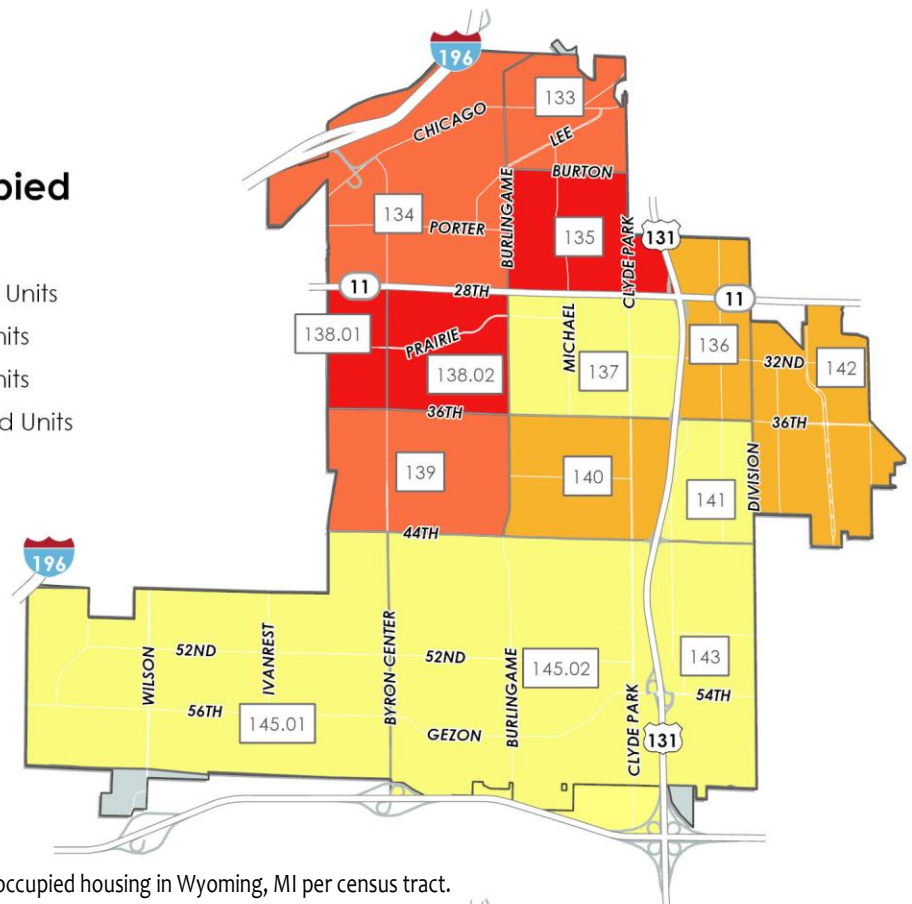 196
133
CHICAGO
LEE
pied
BURTON
BURLINGAME
134
PORTER
135
CLYDE PARK
131
Units
11
28TH
11
nits
138.01
PRAIRIE
MICHAEL
136
138.02
137
32ND
142
nits
36TH
36TH
d Units
139
140
141
DIVISION
44TH
196
WILSON
52ND
IVANREST
BYRON CENTER
52ND
BURLINGAME
145.02
143
54TH
56TH
145.01
GEZON
CLYDE PARK
131
occupied housing in Wyoming, MI per census tract.